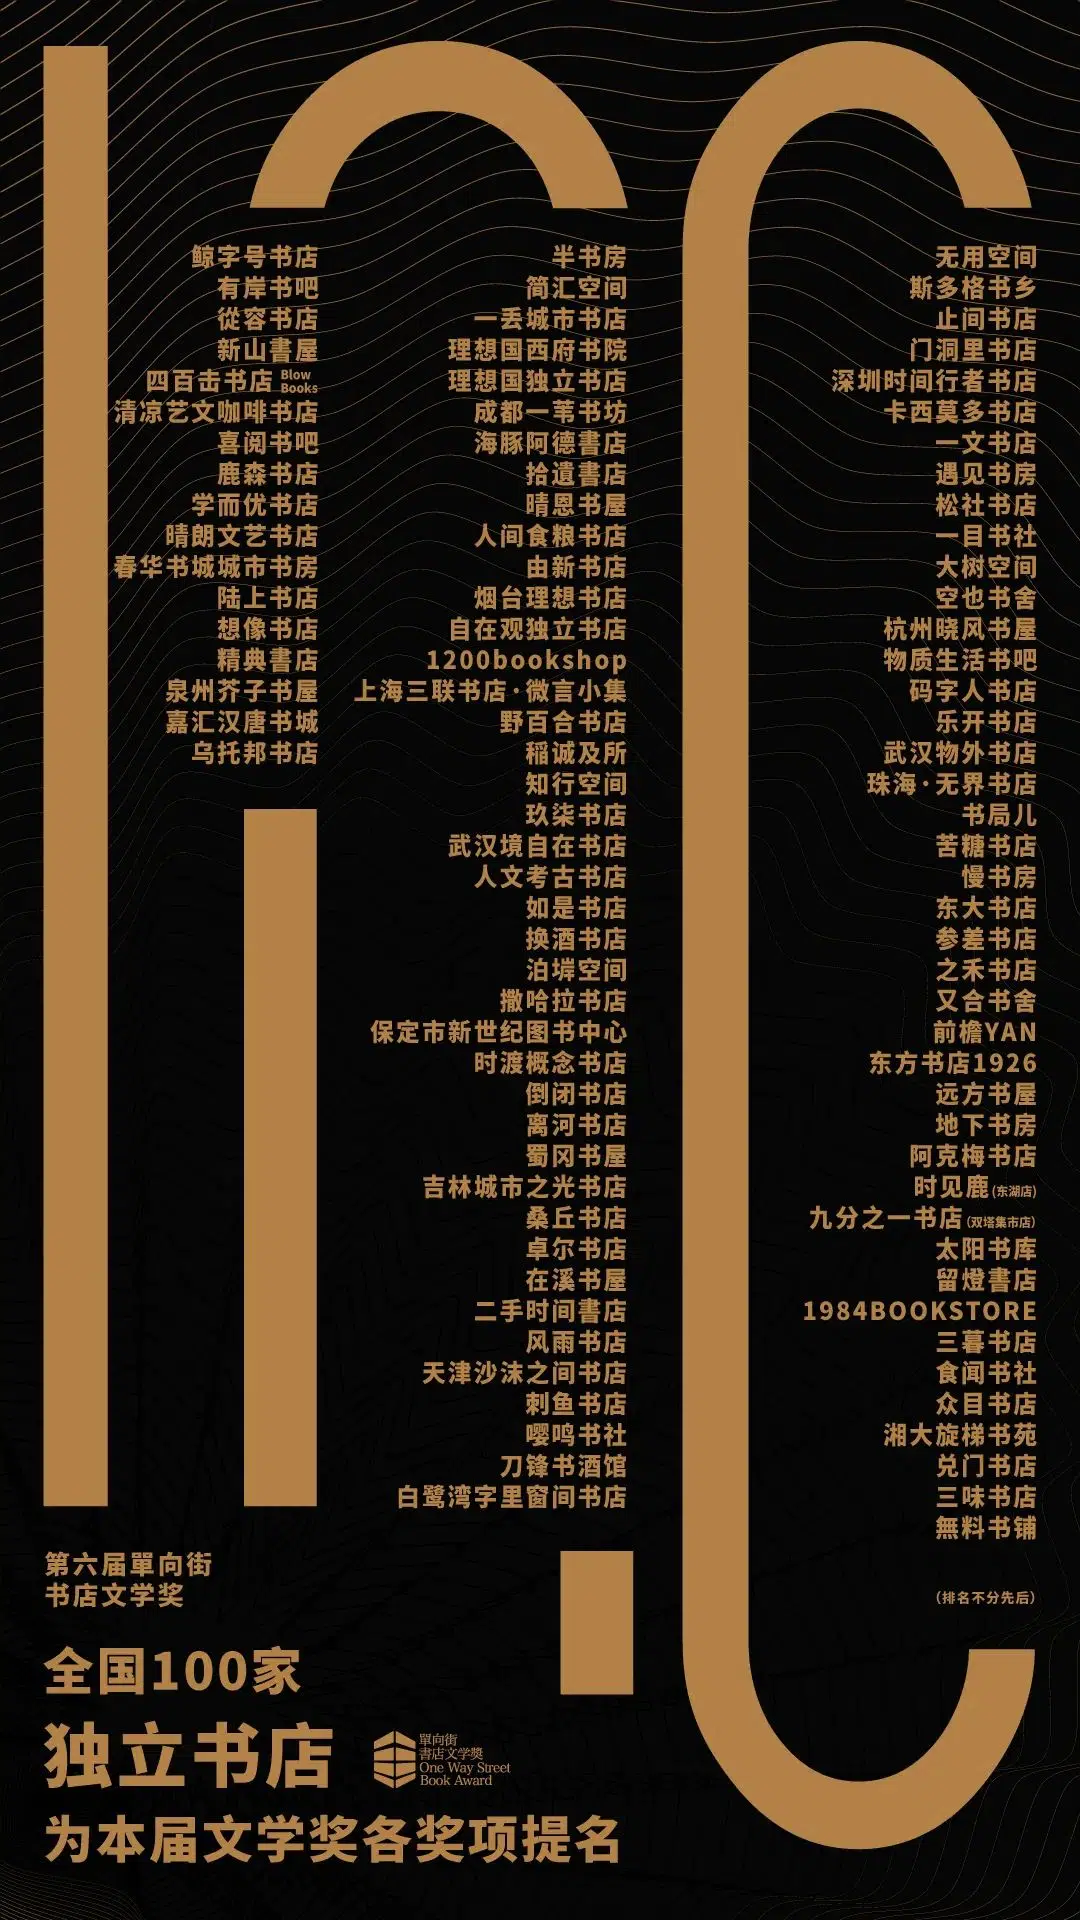 鲸字号书店
有岸书吧
從容书店
新山書屋
四百击书店 Blow Books
清凉艺文咖啡书店
喜阅书吧
鹿森书店
学而优书店
晴朗文艺书店
春华书城城市书房
陆上书店
想像书店
精典書店
泉州芥子书屋
嘉汇汉唐书城
乌托邦书店
半书房
简汇空间
一丢城市书店
理想国西府书院
理想国独立书店
成都一苇书坊
海豚阿德書店
拾遺書店
晴恩书屋
人间食粮书店
由新书店
烟台理想书店
自在观独立书店
1200bookshop
上海三联书店·微言小集
野百合书店
稲诚及所
知行空间
玖柒书店
武汉境自在书店
人文考古书店
如是书店
换酒书店
泊垾空间
撒哈拉书店
保定市新世纪图书中心
时渡概念书店
倒闭书店
离河书店
蜀冈书屋
吉林城市之光书店
桑丘书店
卓尔书店
在溪书屋
二手时间書店
风雨书店
天津沙沫之间书店
刺鱼书店
嘤鸣书社
刀锋书酒馆
白鹭湾字里窗间书店
无用空间
斯多格书乡
止间书店
门洞里书店
深圳时间行者书店
卡西莫多书店
一文书店
遇见书房
松社书店
一目书社
大树空间
空也书舍
杭州晓风书屋
物质生活书吧
码字人书店
乐开书店
武汉物外书店
珠海·无界书店
书局儿
苦糖书店
慢书房
东大书店
参差书店
之禾书店
又合书舍
前檐YAN
东方书店1926
远方书屋
地下书房
阿克梅书店
时见鹿(东湖店)
九分之一书店(双塔集市店)
太阳书库
留燈書店
1984BOOKSTORE
三暮书店
食闻书社
众目书店
湘大旋梯书苑
兑门书店
三味书店
無料书铺
(排名不分先后)
第六届單向街
书店文学奖
全国100家
独立书店
單向街
書店文学獎
One Way Street
Book Award
为本届文学奖各奖项提名